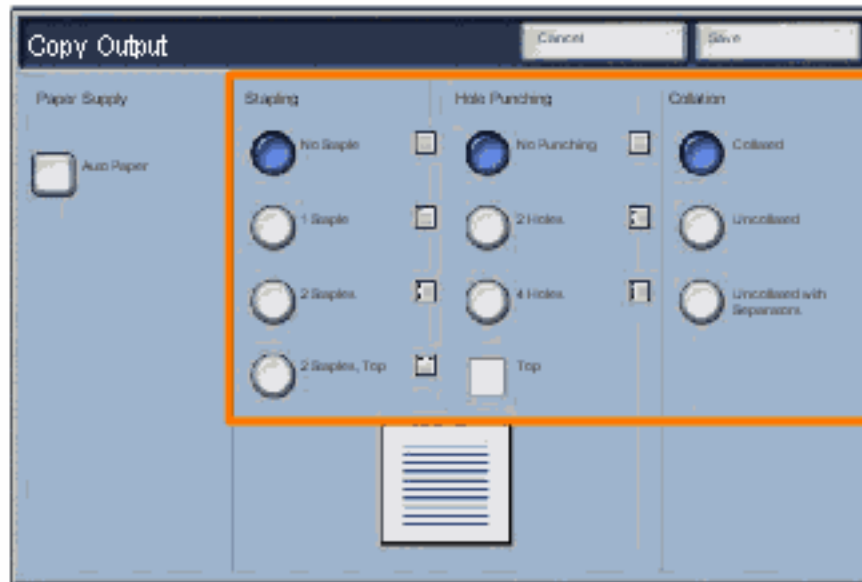 Copy Output
Cancel
Save
Paper Supply
Auto Paper
Stapling
No Staple
1 Staple
2 Staples
2 Staples, Top
Hole Punching
No Punching
2 Holes
4 Holes
Top
Collation
Collated
Uncollated
Uncollated with
Separators